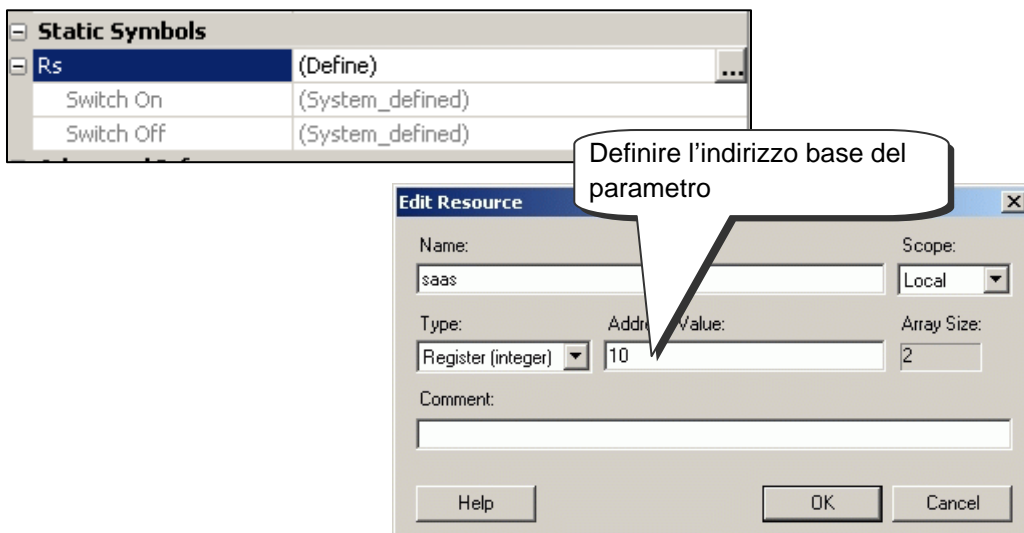 Static Symbols
Rs (Define) ...
Switch On (System_defined)
Switch Off (System_defined)
Definire l'indirizzo base del
parametro
Edit Resource
Name: Scope:
saas Local
Type: Value: Array Size:
Register (integer) 10 2
Comment:
Help OK Cancel